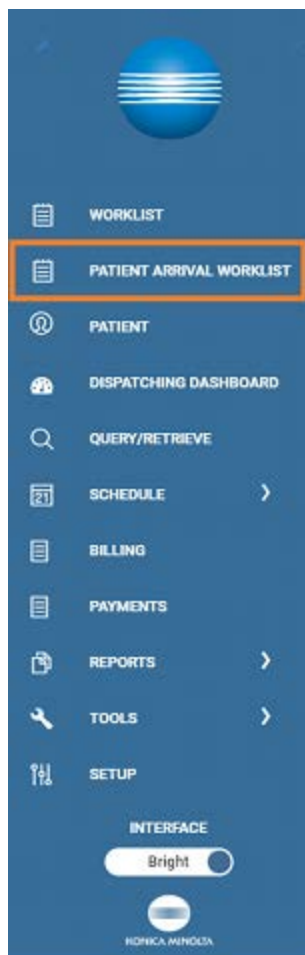 WORKLIST
PATIENT ARRIVAL WORKLIST
PATIENT
DISPATCHING DASHBOARD
QUERY/RETRIEVE
21
SCHEDULE
BILLING
PAYMENTS
REPORTS
TOOLS
SETUP
INTERFACE
Bright
KONICA MINOLTA